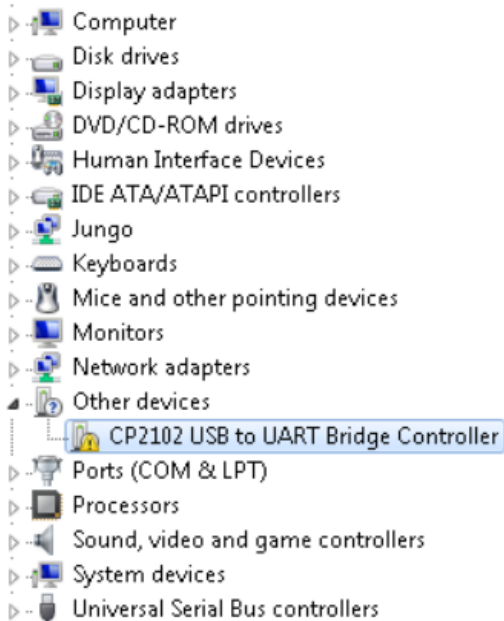 Computer
Disk drives
Display adapters
DVD/CD-ROM drives
Human Interface Devices
IDE ATA/ATAPI controllers
Jungo
Keyboards
Mice and other pointing devices
Monitors
Network adapters
Other devices
CP2102 USB to UART Bridge Controller
Ports (COM & LPT)
Processors
Sound, video and game controllers
System devices
Universal Serial Bus controllers